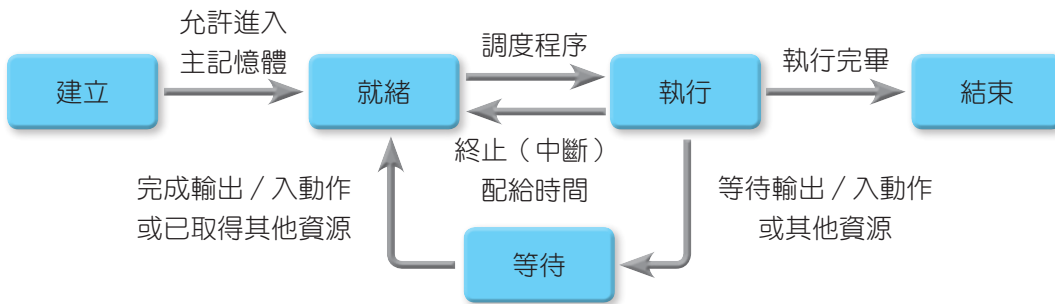 允許進入
主記憶體
調度程序
執行完畢
建立
就緒
執行
結束
終止（中斷）
配給時間
完成輸出／入動作
或已取得其他資源
等待輸出／入動作
或其他資源
等待